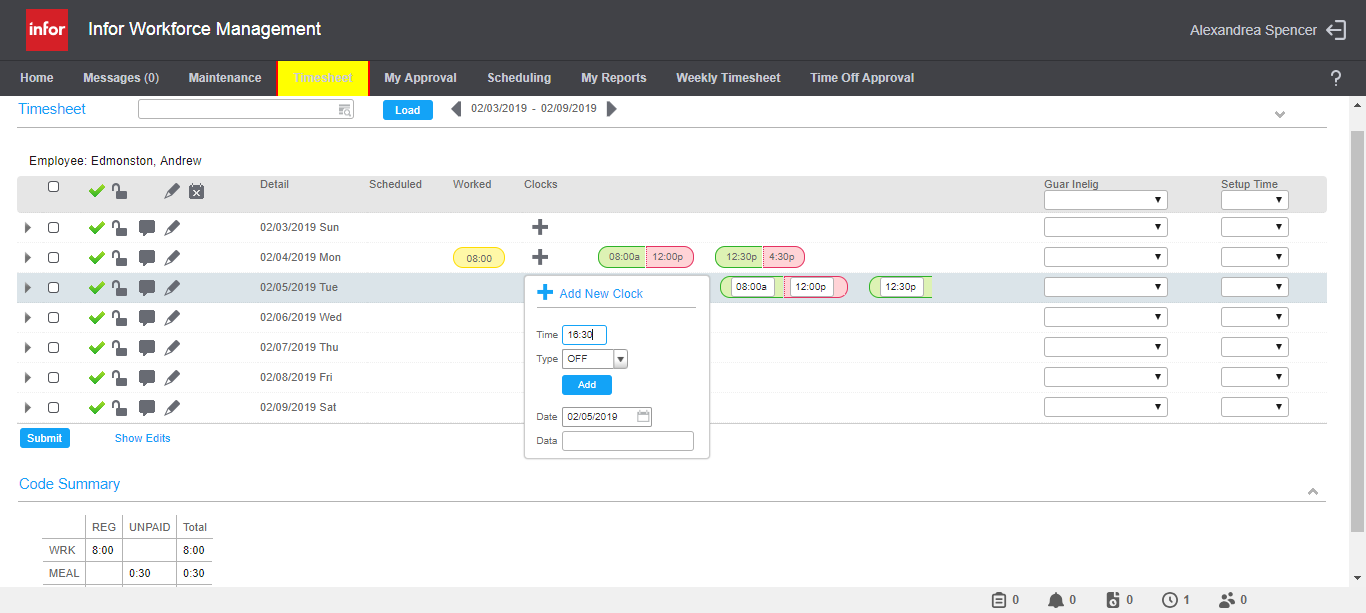 infor Infor Workforce Management Alexandrea Spencer
Home Messages (0) Maintenance Timesheet My Approval Scheduling My Reports Weekly Timesheet Time Off Approval ?
Timesheet Load 02/03/2019 - 02/09/2019
Employee: Edmonston, Andrew
Detail Scheduled Worked Clocks Guar Inelig Setup Time
02/03/2019 Sun
02/04/2019 Mon 08:00 08:00a 12:00p 12:30p 4:30p
02/05/2019 Tue 08:00a 12:00p 12:30p
Add New Clock
02/06/2019 Wed
Time 16:30
02/07/2019 Thu
Type OFF
02/08/2019 Fri
Add
02/09/2019 Sat
Date 02/05/2019
Submit Show Edits
Data
Code Summary
REG UNPAID Total
WRK 8:00 8:00
MEAL 0:30 0:30
0 0 0 1 0